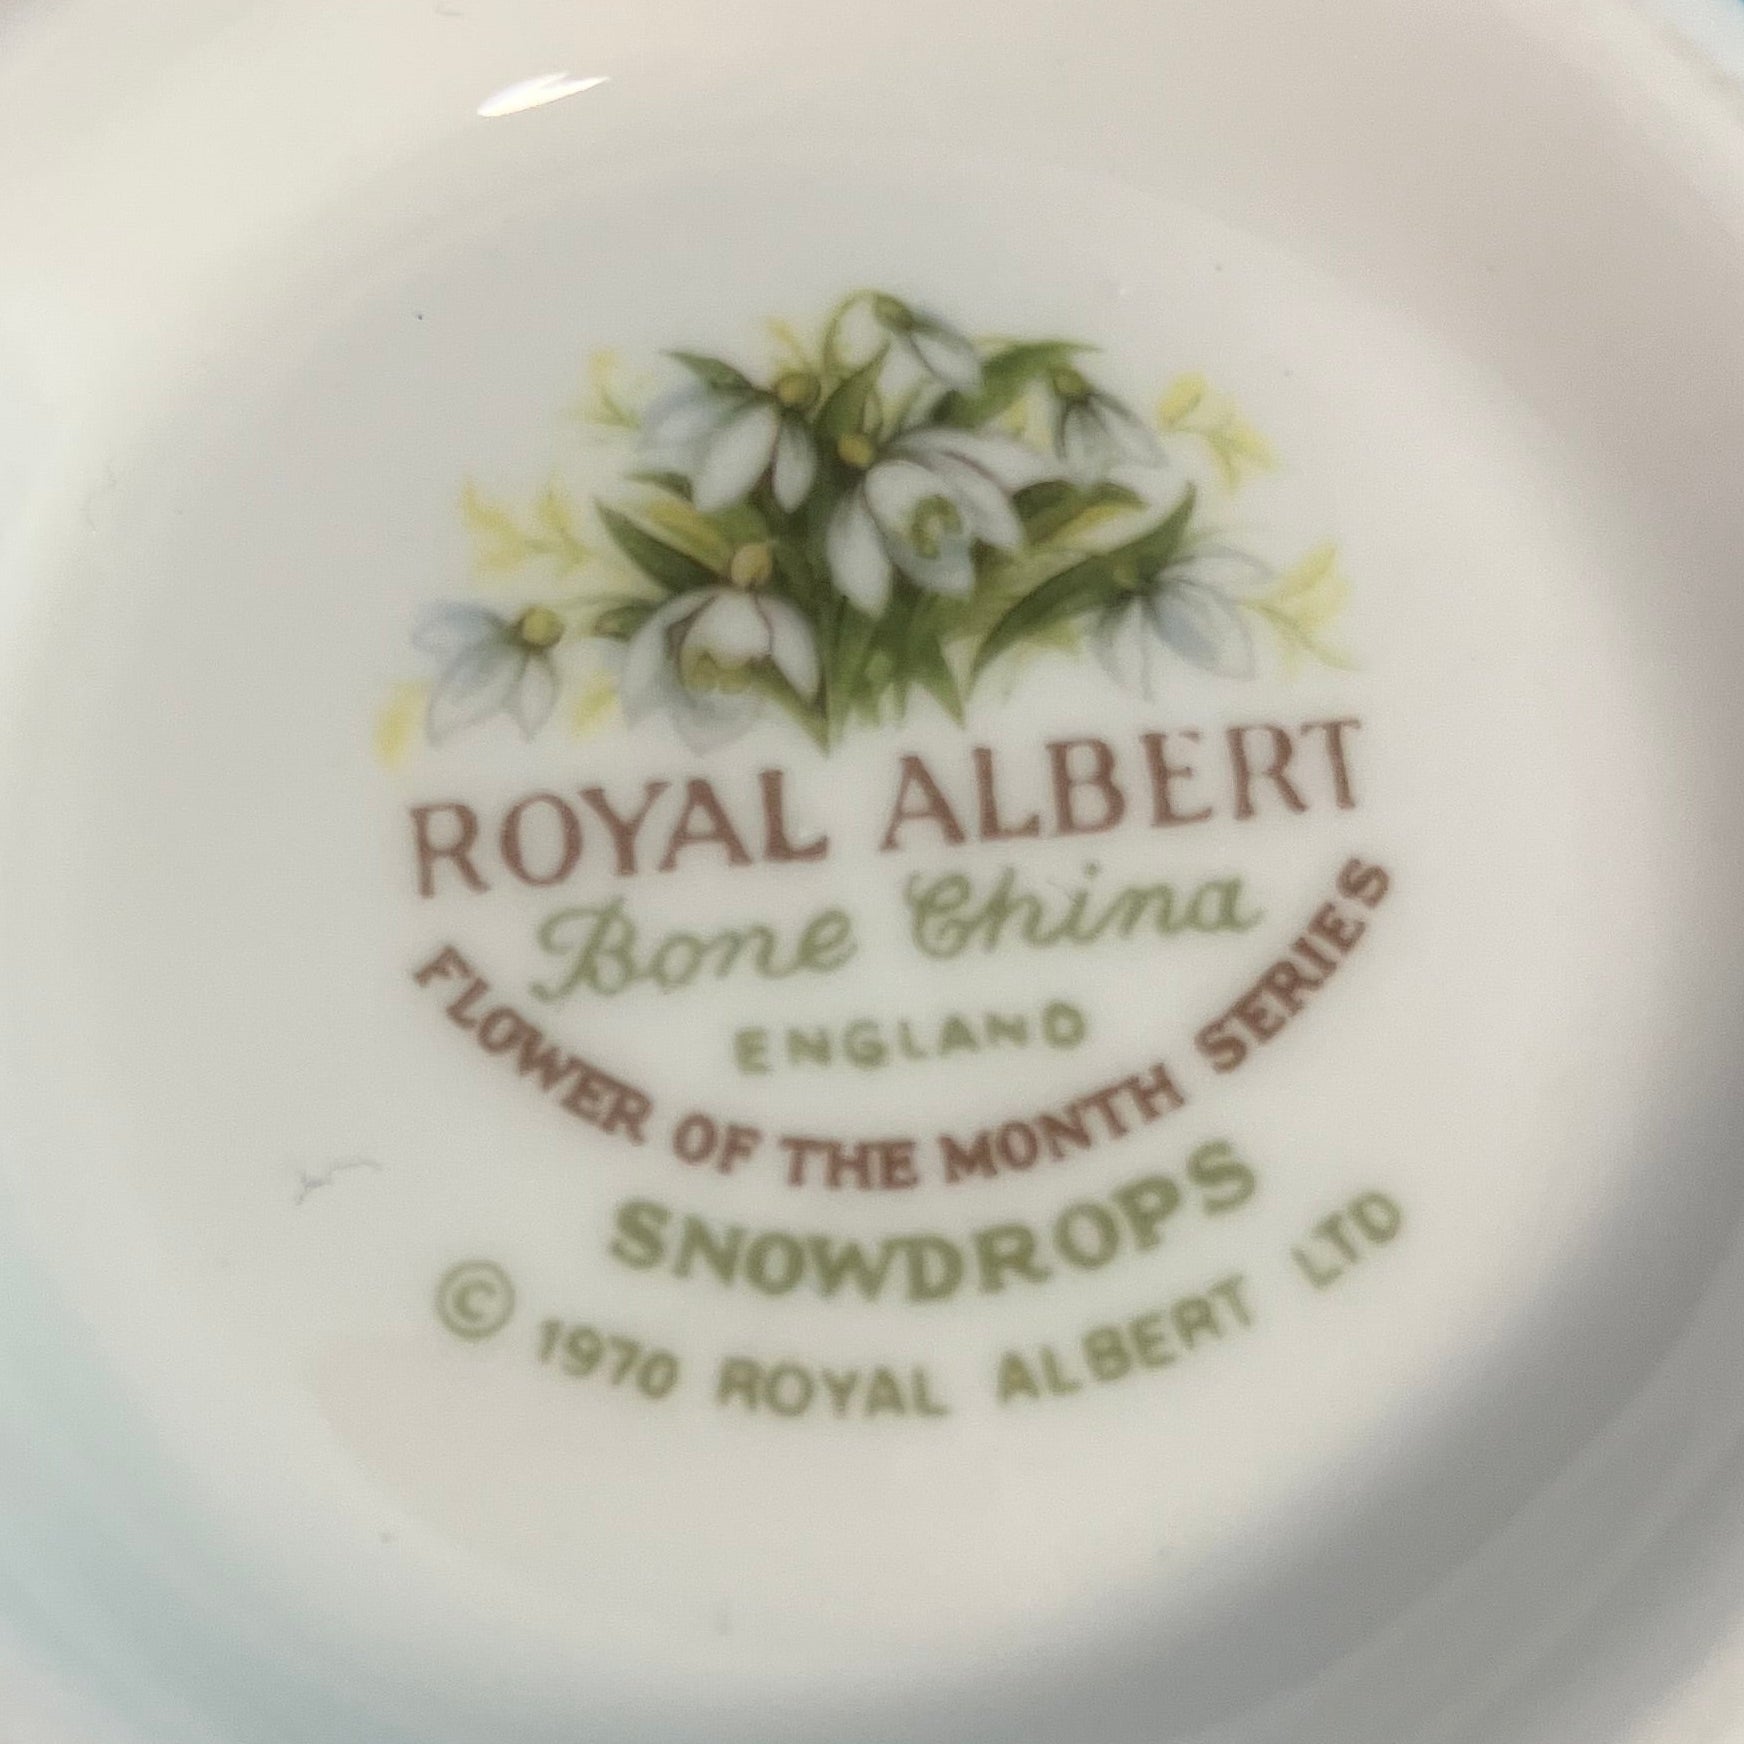 ROYAL ALBERT
Bone China
ENGLAND
FLOWER OF THE MONTH SERIES
SNOWDROPS
© 1970 ROYAL ALBERT LTD